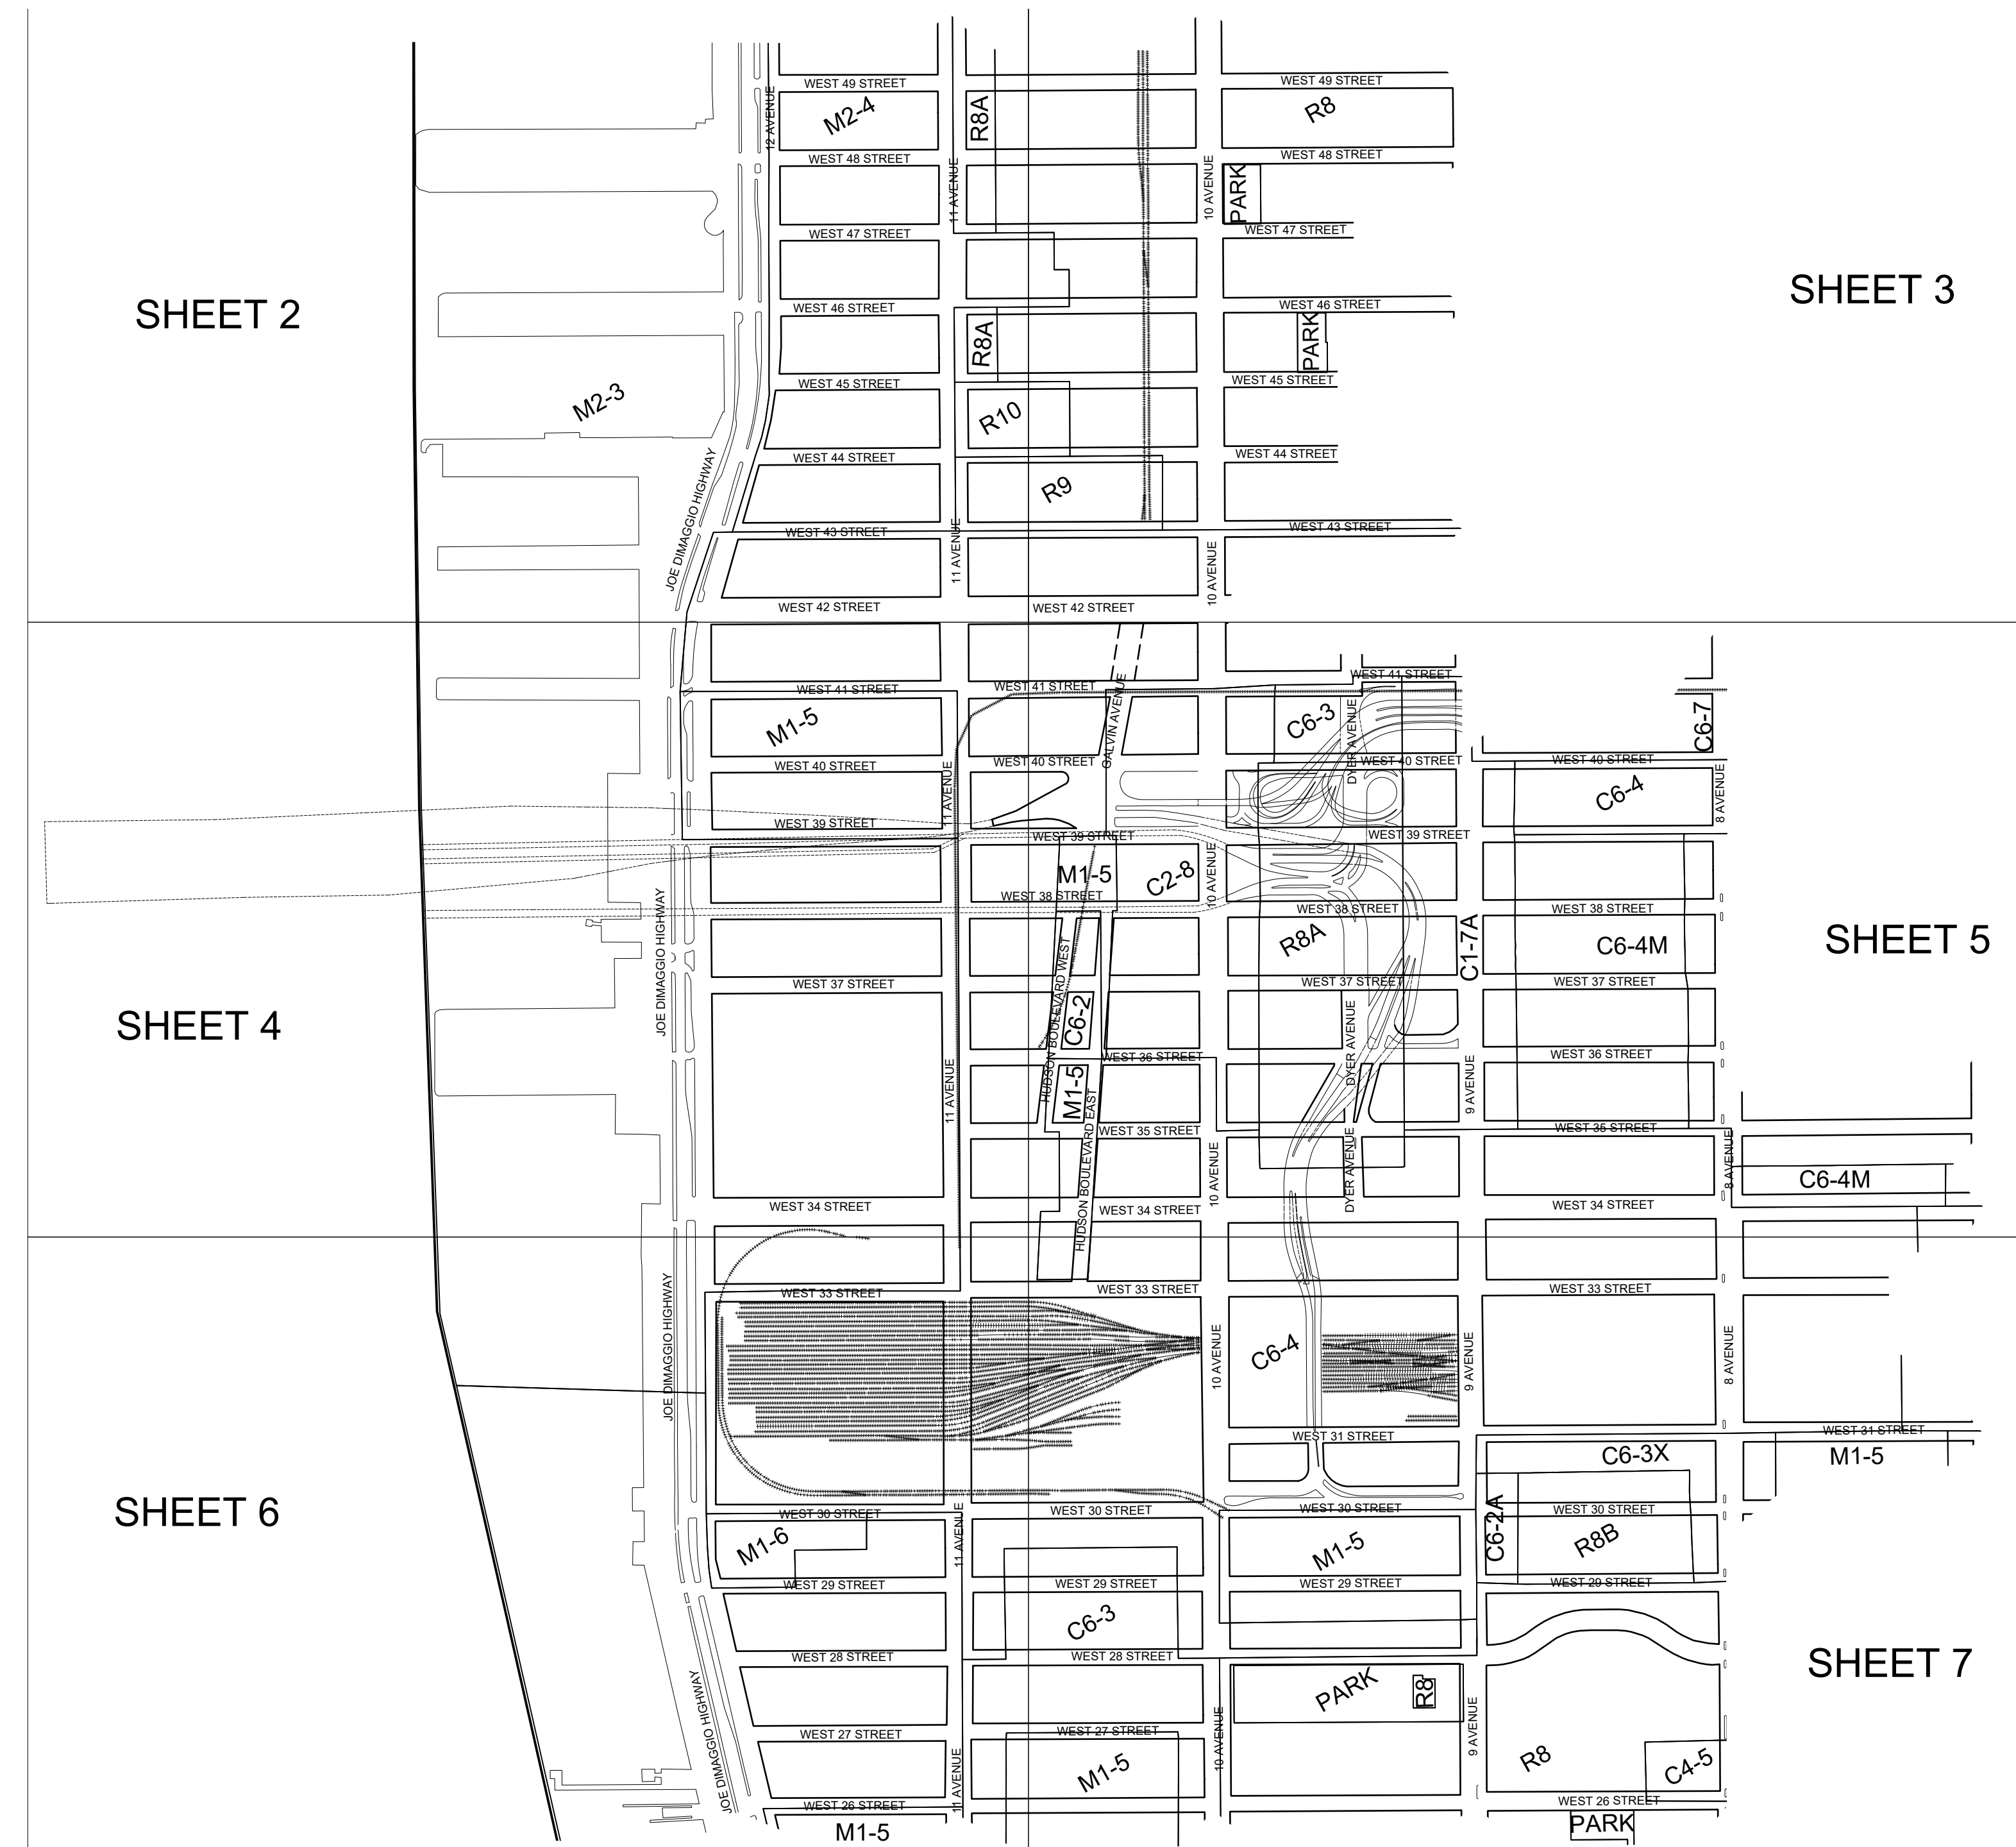 WEST 49 STREET
WEST 49 STREET
12 AVENUE
M2-4
R8A
R8
WEST 48 STREET
11 AVENUE
10 AVENUE
WEST 48 STREET
PARK
WEST 47 STREET
WEST 47 STREET
SHEET 2
WEST 46 STREET
WEST 46 STREET
SHEET 3
R8A
PARK
WEST 45 STREET
WEST 45 STREET
M2-3
R10
JOE DIMAGGIO HIGHWAY
WEST 44 STREET
WEST 44 STREET
R9
WEST 43 STREET
11 AVENUE
10 AVENUE
WEST 43 STREET
WEST 42 STREET
WEST 42 STREET
WEST 41 STREET
WEST 41 STREET
WEST 41 STREET
M1-5
GALVIN AVENUE
C6-3
DYER AVENUE
C6-7
WEST 40 STREET
WEST 40 STREET
WEST 40 STREET
WEST 40 STREET
11 AVENUE
C6-4
8 AVENUE
WEST 39 STREET
WEST 39 STREET
WEST 39 STREET
M1-5
C2-8
10 AVENUE
WEST 38 STREET
WEST 38 STREET
WEST 38 STREET
JOE DIMAGGIO HIGHWAY
HUDSON BOULEVARD WEST
R8A
C1-7A
C6-4M
SHEET 5
WEST 37 STREET
WEST 37 STREET
WEST 37 STREET
SHEET 4
C6-2
DYER AVENUE
WEST 36 STREET
WEST 36 STREET
11 AVENUE
M1-5
9 AVENUE
HUDSON BOULEVARD EAST
WEST 35 STREET
WEST 35 STREET
10 AVENUE
DYER AVENUE
8 AVENUE
C6-4M
WEST 34 STREET
WEST 34 STREET
WEST 34 STREET
JOE DIMAGGIO HIGHWAY
WEST 33 STREET
WEST 33 STREET
WEST 33 STREET
10 AVENUE
C6-4
9 AVENUE
8 AVENUE
WEST 31 STREET
WEST 31 STREET
C6-3X
M1-5
SHEET 6
WEST 30 STREET
WEST 30 STREET
WEST 30 STREET
WEST 30 STREET
M1-6
11 AVENUE
M1-5
C6-2A
R8B
WEST 29 STREET
WEST 29 STREET
WEST 29 STREET
WEST 29 STREET
C6-3
WEST 28 STREET
WEST 28 STREET
SHEET 7
JOE DIMAGGIO HIGHWAY
PARK
R8
WEST 27 STREET
WEST 27 STREET
10 AVENUE
9 AVENUE
11 AVENUE
M1-5
R8
C4-5
WEST 26 STREET
WEST 26 STREET
M1-5
PARK